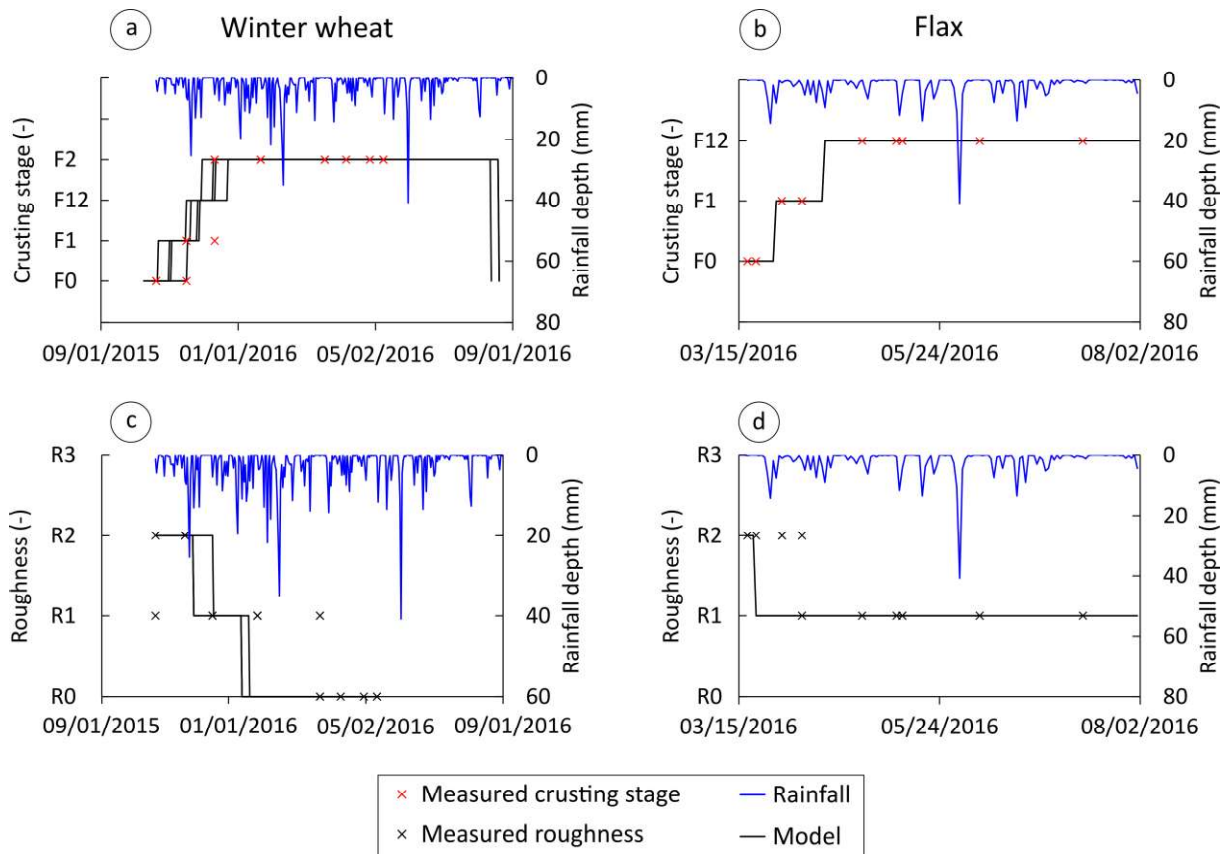 a Winter wheat
b Flax
Crusting stage (-)
F2
F12
F1
F0
0
20
40
60
80
Rainfall depth (mm)
09/01/2015 01/01/2016 05/02/2016 09/01/2016
Crusting stage (-)
F12
F1
F0
0
20
40
60
80
Rainfall depth (mm)
03/15/2016 05/24/2016 08/02/2016
c
Roughness (-)
R3
R2
R1
R0
0
20
40
60
Rainfall depth (mm)
09/01/2015 01/01/2016 05/02/2016 09/01/2016
d
Roughness (-)
R3
R2
R1
R0
0
20
40
60
80
Rainfall depth (mm)
03/15/2016 05/24/2016 08/02/2016
Measured crusting stage Rainfall
Measured roughness Model